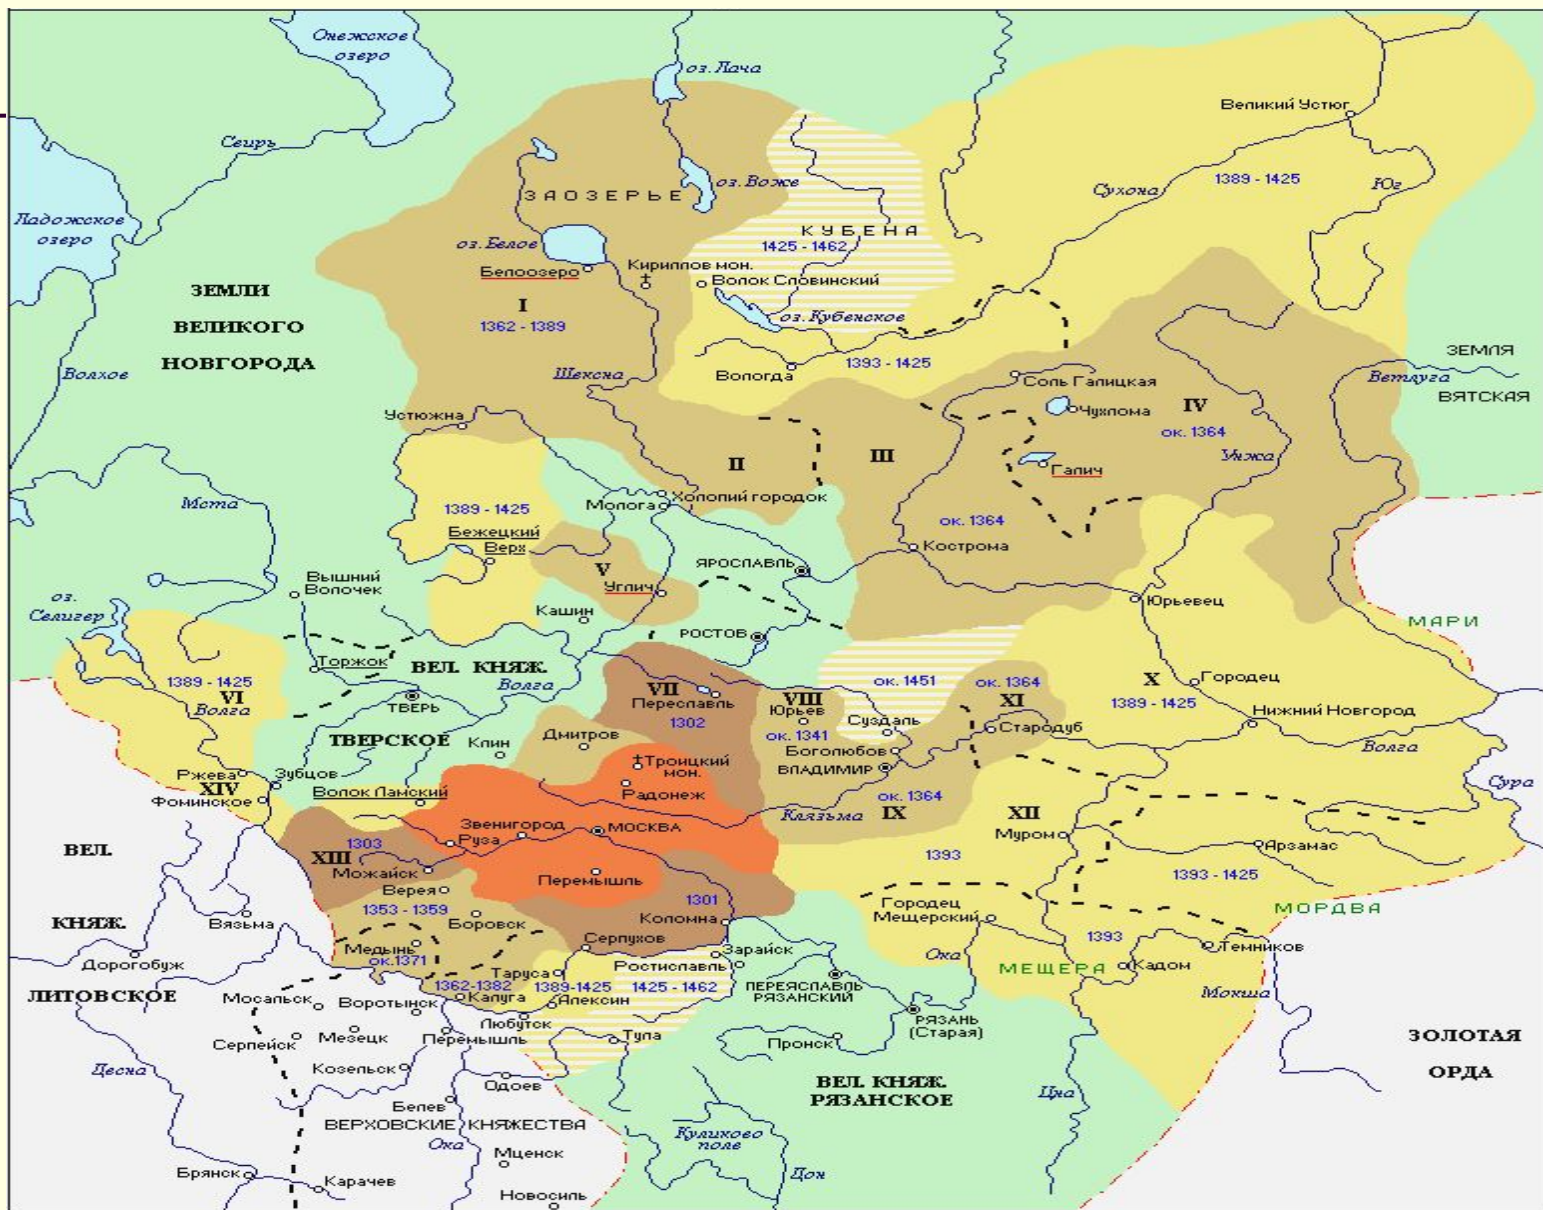 Онежское
озеро
оз. Лача
Великий Устюг
Свирь
оз. Воже
ЗАОЗЕРЬЕ
Сухона
1389 - 1425
Юг
Ладожское
озеро
КУБЕНА
1425 - 1462
оз. Белое
Белоозеро
Кириллов мон.
Волок Словинский
ЗЕМЛИ
ВЕЛИКОГО
НОВГОРОДА
I
1362 - 1389
оз. Кубенское
Волхов
Шексна
Вологда
1393 - 1425
Соль Галицкая
Чухлома
IV
ок. 1364
Ветлуга
ЗЕМЛЯ
ВЯТСКАЯ
Устюжна
II
III
Галич
Унжа
Мста
1389 - 1425
Бежецкий
Верх
Молога
Холопий городок
ок. 1364
Кострома
V
Углич
ЯРОСЛАВЛЬ
Вышний
Волочек
Кашин
Юрьевец
МАРИ
оз.
Селигер
РОСТОВ
Торжок
ВЕЛ. КНЯЖ.
Волга
1389 - 1425
VI
Волга
ТВЕРЬ
ТВЕРСКОЕ
Клин
VII
Переславль
1302
VIII
Юрьев
ок. 1341
ок. 1451
Суздаль
ок. 1364
XI
Стародуб
X
1389 - 1425
Городец
Нижний Новгород
Волга
Сура
Дмитров
Боголюбов
ВЛАДИМИР
Троицкий
мон.
Радонеж
Ржева
Зубцов
XIV
Фоминское
Волок Ламский
Клязьма
ок. 1364
IX
XII
Муром
Арзамас
Звенигород
МОСКВА
Руза
1303
XIII
Можайск
Перемышль
1393
1393 - 1425
ВЕЛ.
КНЯЖ.
ЛИТОВСКОЕ
Верея
1353 - 1359
Боровск
1301
Коломна
Городец
Мещерский
МОРДВА
Вязьма
Дорогобуж
Медынь
ок.1371
Серпухов
Зарайск
Ростиславль
Ока
1393
Кадом
Темников
МЕЩЕРА
Мокша
Таруса
1362-1382
Калуга
1389-1425
Алексин
1425 - 1462
ПЕРЕЯСЛАВЛЬ
РЯЗАНСКИЙ
РЯЗАНЬ
(Старая)
Мосальск
Воротынск
Любутск
Серпейск
Мезецк
Перемышль
Тула
Пронск
ЗОЛОТАЯ
ОРДА
Десна
Козельск
Одоев
ВЕЛ. КНЯЖ.
РЯЗАНСКОЕ
Цна
Белев
ВЕРХОВСКИЕ КНЯЖЕСТВА
Ока
Куликово
поле
Мценск
Дон
Брянск
Карачев
Новосиль